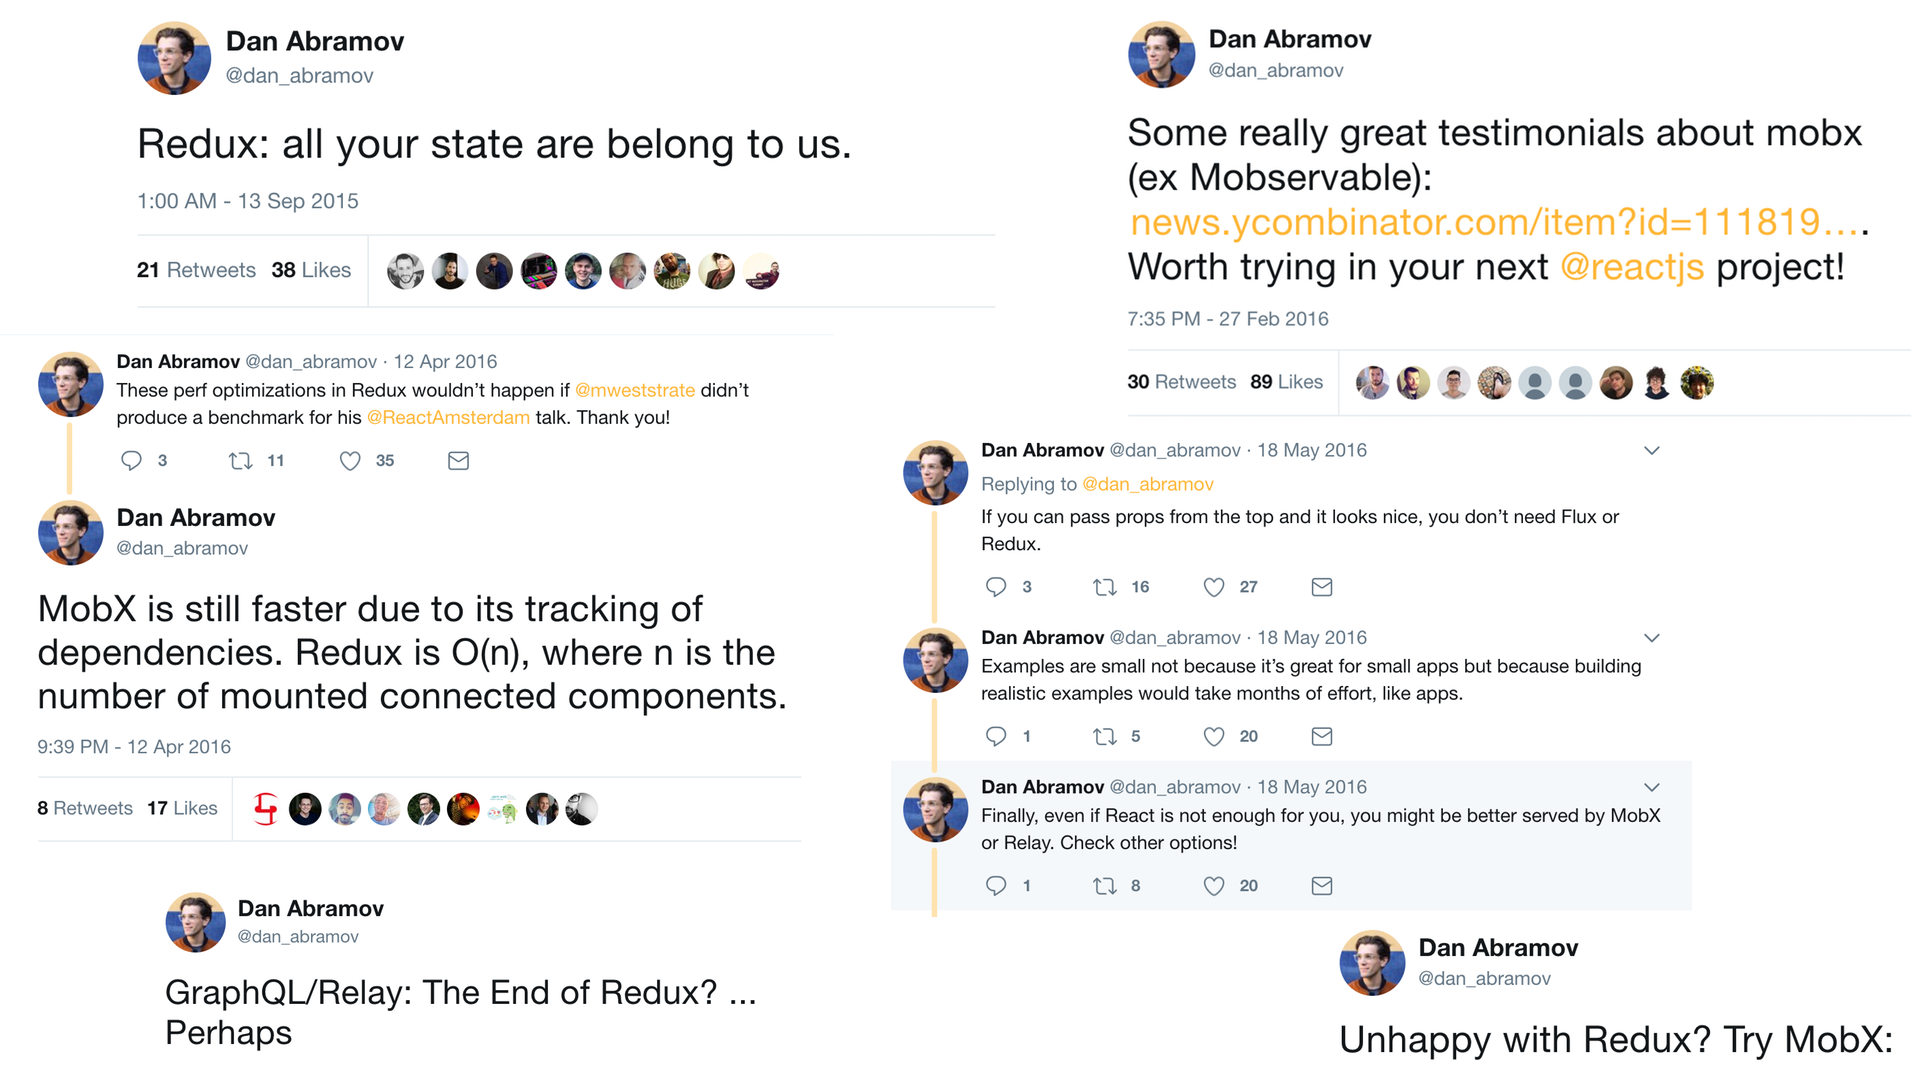 Dan Abramov
@dan_abramov
Redux: all your state are belong to us.
1:00 AM - 13 Sep 2015
21 Retweets 38 Likes
Dan Abramov
@dan_abramov
Some really great testimonials about mobx
(ex Mobservable):
news.ycombinator.com/item?id=111819….
Worth trying in your next @reactjs project!
7:35 PM - 27 Feb 2016
30 Retweets 89 Likes
Dan Abramov @dan_abramov · 12 Apr 2016
These perf optimizations in Redux wouldn’t happen if @mweststrate didn’t
produce a benchmark for his @ReactAmsterdam talk. Thank you!
3 11 35
Dan Abramov
@dan_abramov
MobX is still faster due to its tracking of
dependencies. Redux is O(n), where n is the
number of mounted connected components.
9:39 PM - 12 Apr 2016
8 Retweets 17 Likes
Dan Abramov @dan_abramov · 18 May 2016
Replying to @dan_abramov
If you can pass props from the top and it looks nice, you don’t need Flux or
Redux.
3 16 27
Dan Abramov @dan_abramov · 18 May 2016
Examples are small not because it’s great for small apps but because building
realistic examples would take months of effort, like apps.
1 5 20
Dan Abramov @dan_abramov · 18 May 2016
Finally, even if React is not enough for you, you might be better served by MobX
or Relay. Check other options!
1 8 20
Dan Abramov
@dan_abramov
GraphQL/Relay: The End of Redux? ...
Perhaps
Dan Abramov
@dan_abramov
Unhappy with Redux? Try MobX: